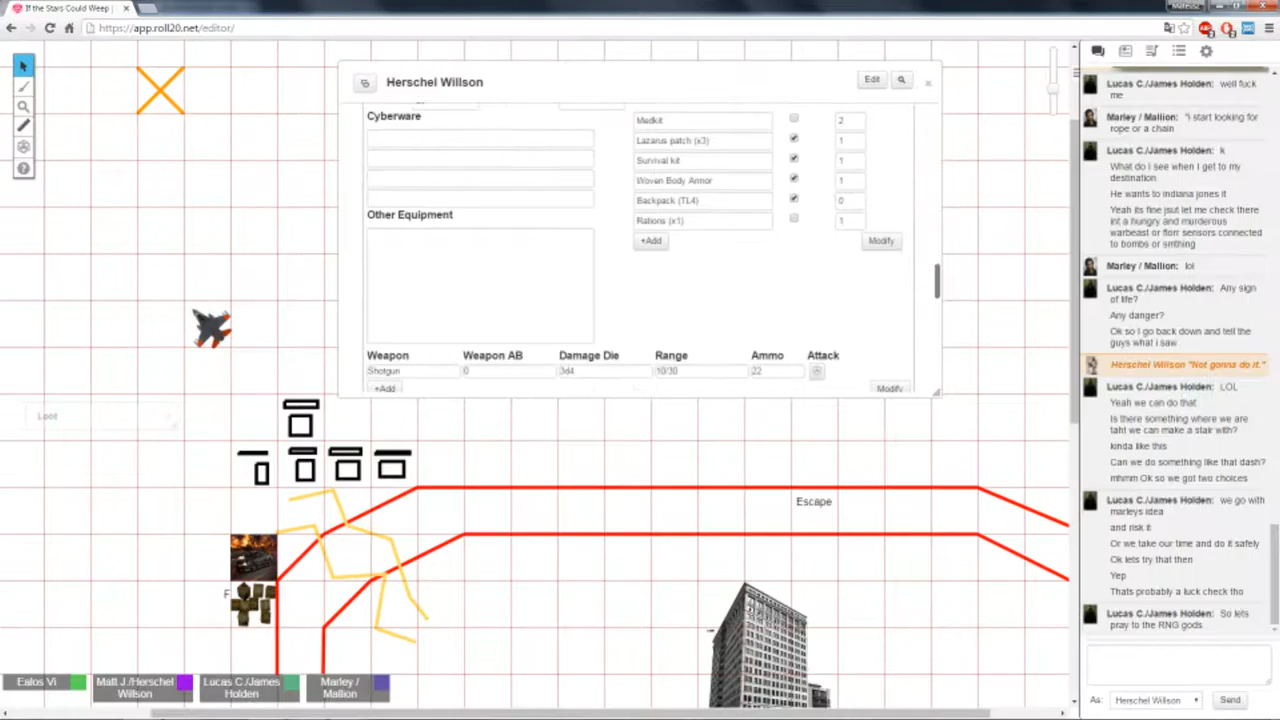 If the Stars Could Weep |
Mateusz
https://app.roll20.net/editor/
Herschel Willson
Edit
Cyberware
Other Equipment
Medkit 2
Lazarus patch (x3) 1
Survival kit 1
Woven Body Armor 1
Backpack (TL4) 0
Rations (x1) 1
+Add Modify
Weapon Weapon AB Damage Die Range Ammo Attack
Shotgun 0 3d4 10/30 22
+Add Modify
Loot
Escape
F
Ealos Vi
Matt J./Herschel
Willson
Lucas C./James
Holden
Marley /
Mallion
Lucas C./James Holden: well fuck
me
Marley / Mallion: "i start looking for
rope or a chain
Lucas C./James Holden: k
What do I see when I get to my
destination
He wants to indiana jones it
Yeah its fine jsut let me check there
int a hungry and murderous
warbeast or florr sensors connected
to bombs or smthing
Marley / Mallion: lol
Lucas C./James Holden: Any sign
of life?
Any danger?
Ok so I go back down and tell the
guys what i saw
Herschel Willson "Not gonna do it."
Lucas C./James Holden: LOL
Yeah we can do that
Is there something where we are
taht we can make a stair with?
kinda like this
Can we do something like that dash?
mhmm Ok so we got two choices
Lucas C./James Holden: we go with
marleys idea
and risk it
Or we take our time and do it safely
Ok lets try that then
Yep
Thats probably a luck check tho
Lucas C./James Holden: So lets
pray to the RNG gods
As: Herschel Willson Send